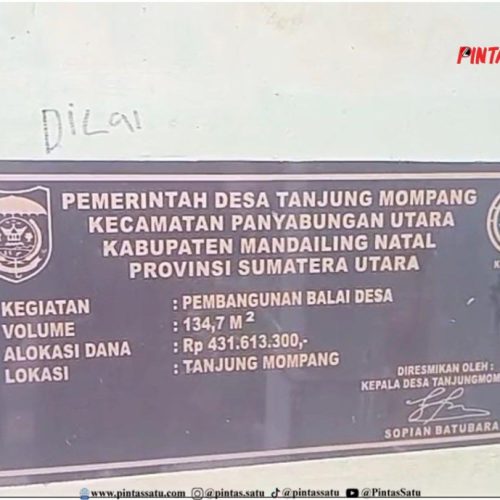 PINTA
DiLai
PEMERINTAH DESA TANJUNG MOMPANG
KECAMATAN PANYABUNGAN UTARA
KABUPATEN MANDAILING NATAL
PROVINSI SUMATERA UTARA
KEGIATAN : PEMBANGUNAN BALAI DESA
VOLUME : 134,7 M²
ALOKASI DANA : Rp 431.613.300,-
LOKASI : TANJUNG MOMPANG
DIRESMIKAN OLEH :
KEPALA DESA TANJUNGMOM
SOPIAN BATUBARA
www.pintassatu.com @pintas.satu @pintassatu @PintasSatu